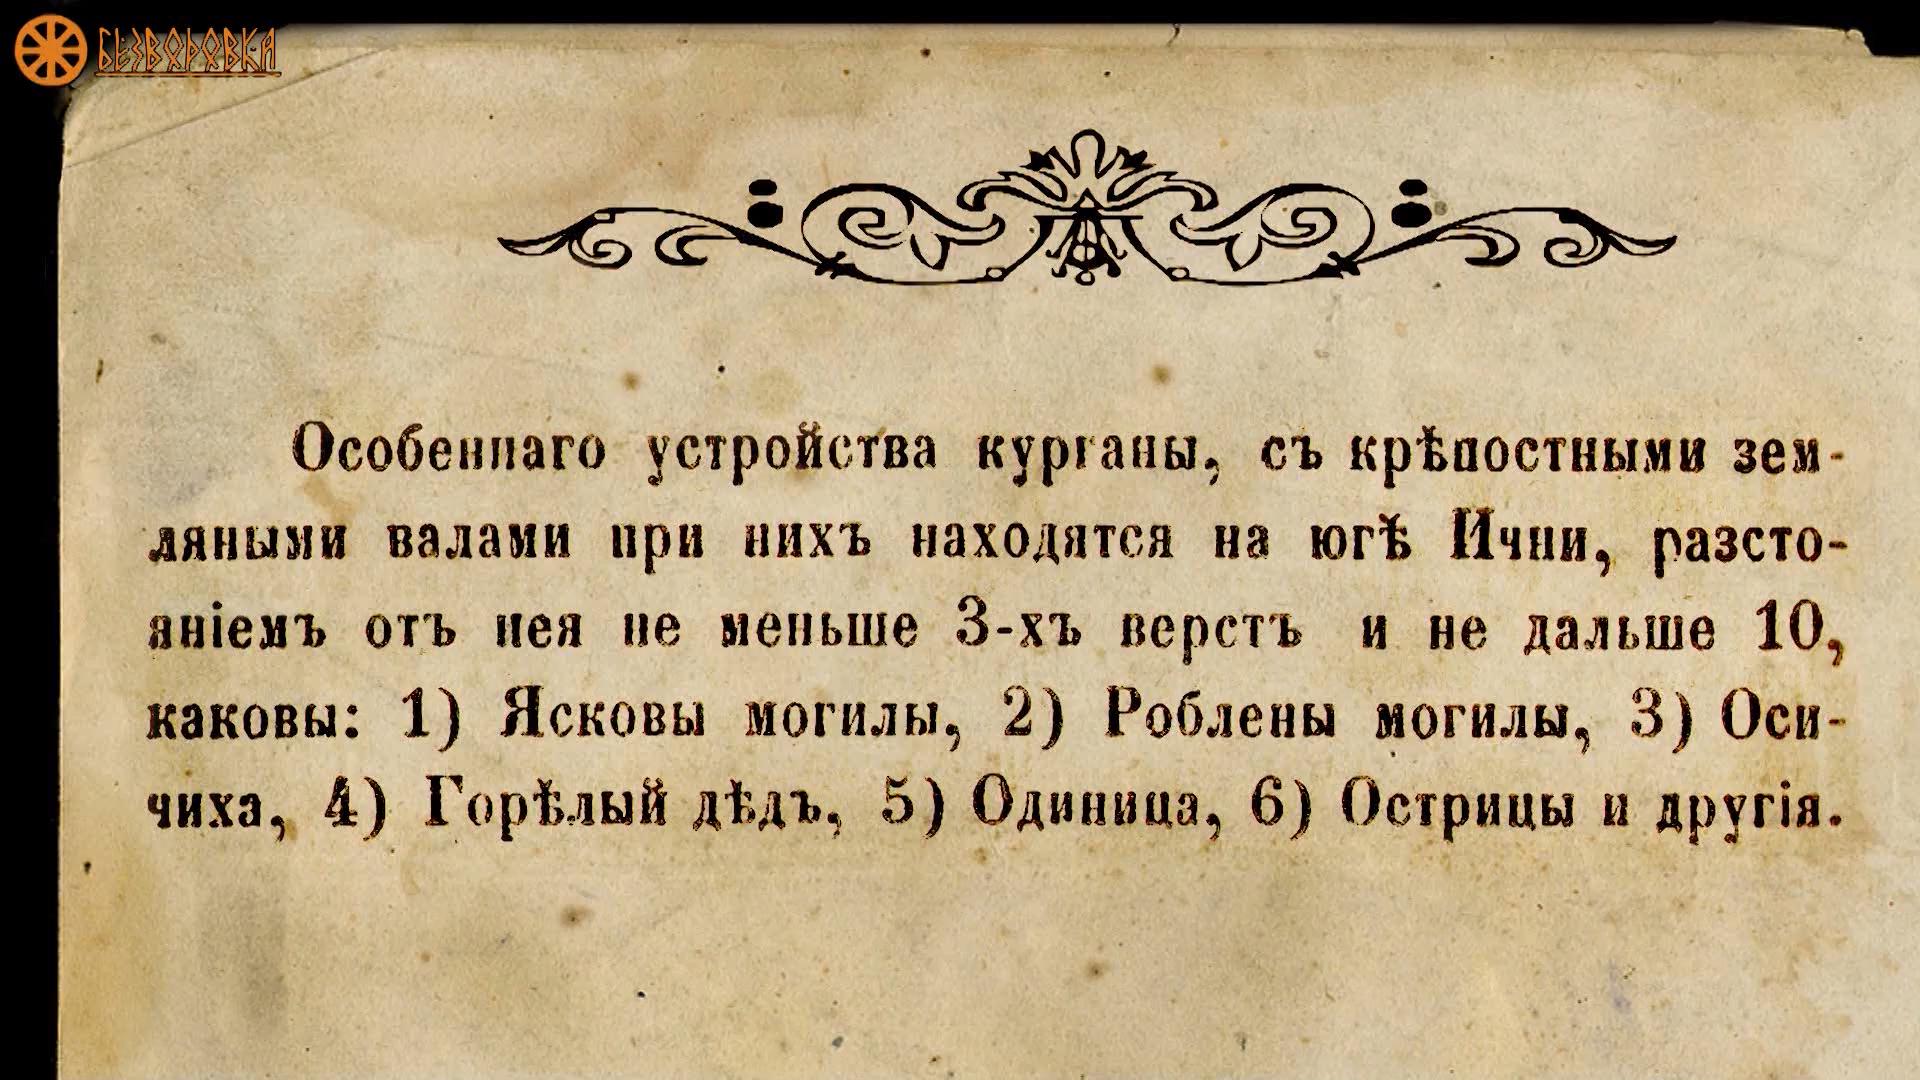 БЕЗВОДОВКА
Особеннаго устройства курганы, съ крѣпостными зем-
ляными валами при нихъ находятся на югѣ Ични, разсто-
яніемъ отъ нея не меньше 3-хъ верстъ и не дальше 10,
каковы: 1) Ясковы могилы, 2) Роблены могилы, 3) Оси-
чиха, 4) Горѣлый дѣдъ, 5) Одиница, 6) Острицы и другія.